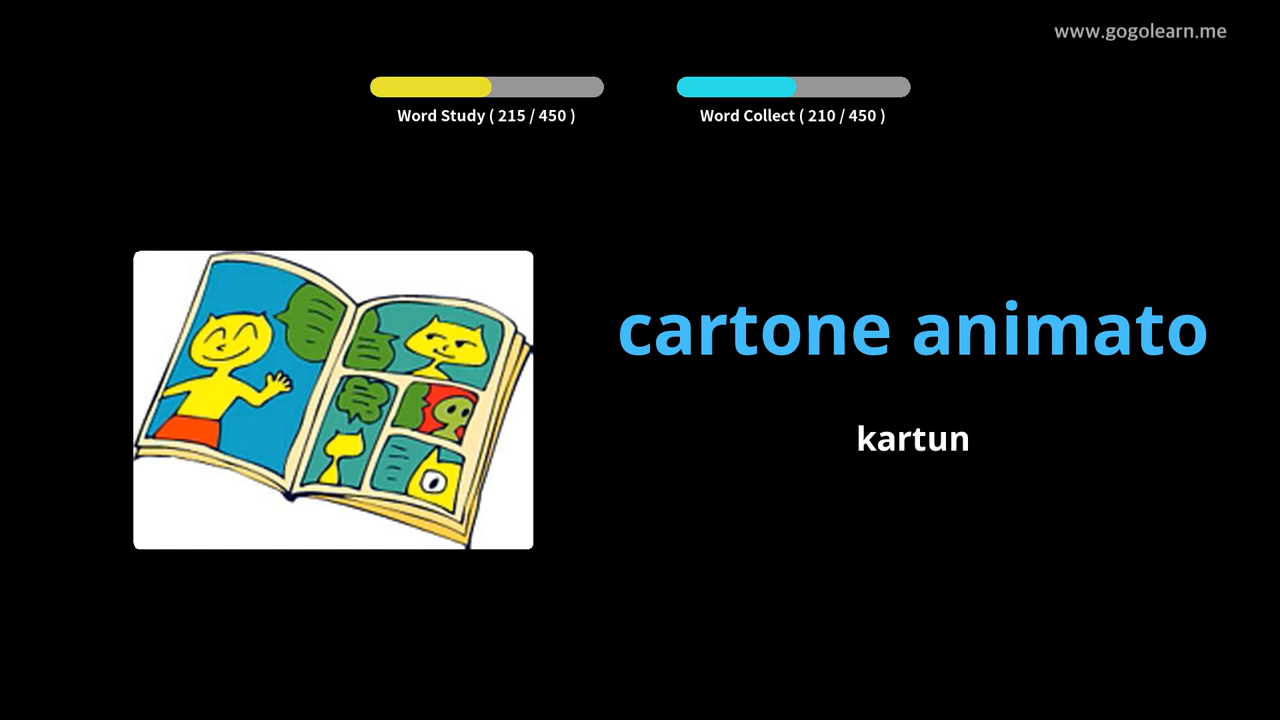 www.gogolearn.me
Word Study ( 215 / 450 )
Word Collect ( 210 / 450 )
cartone animato
kartun